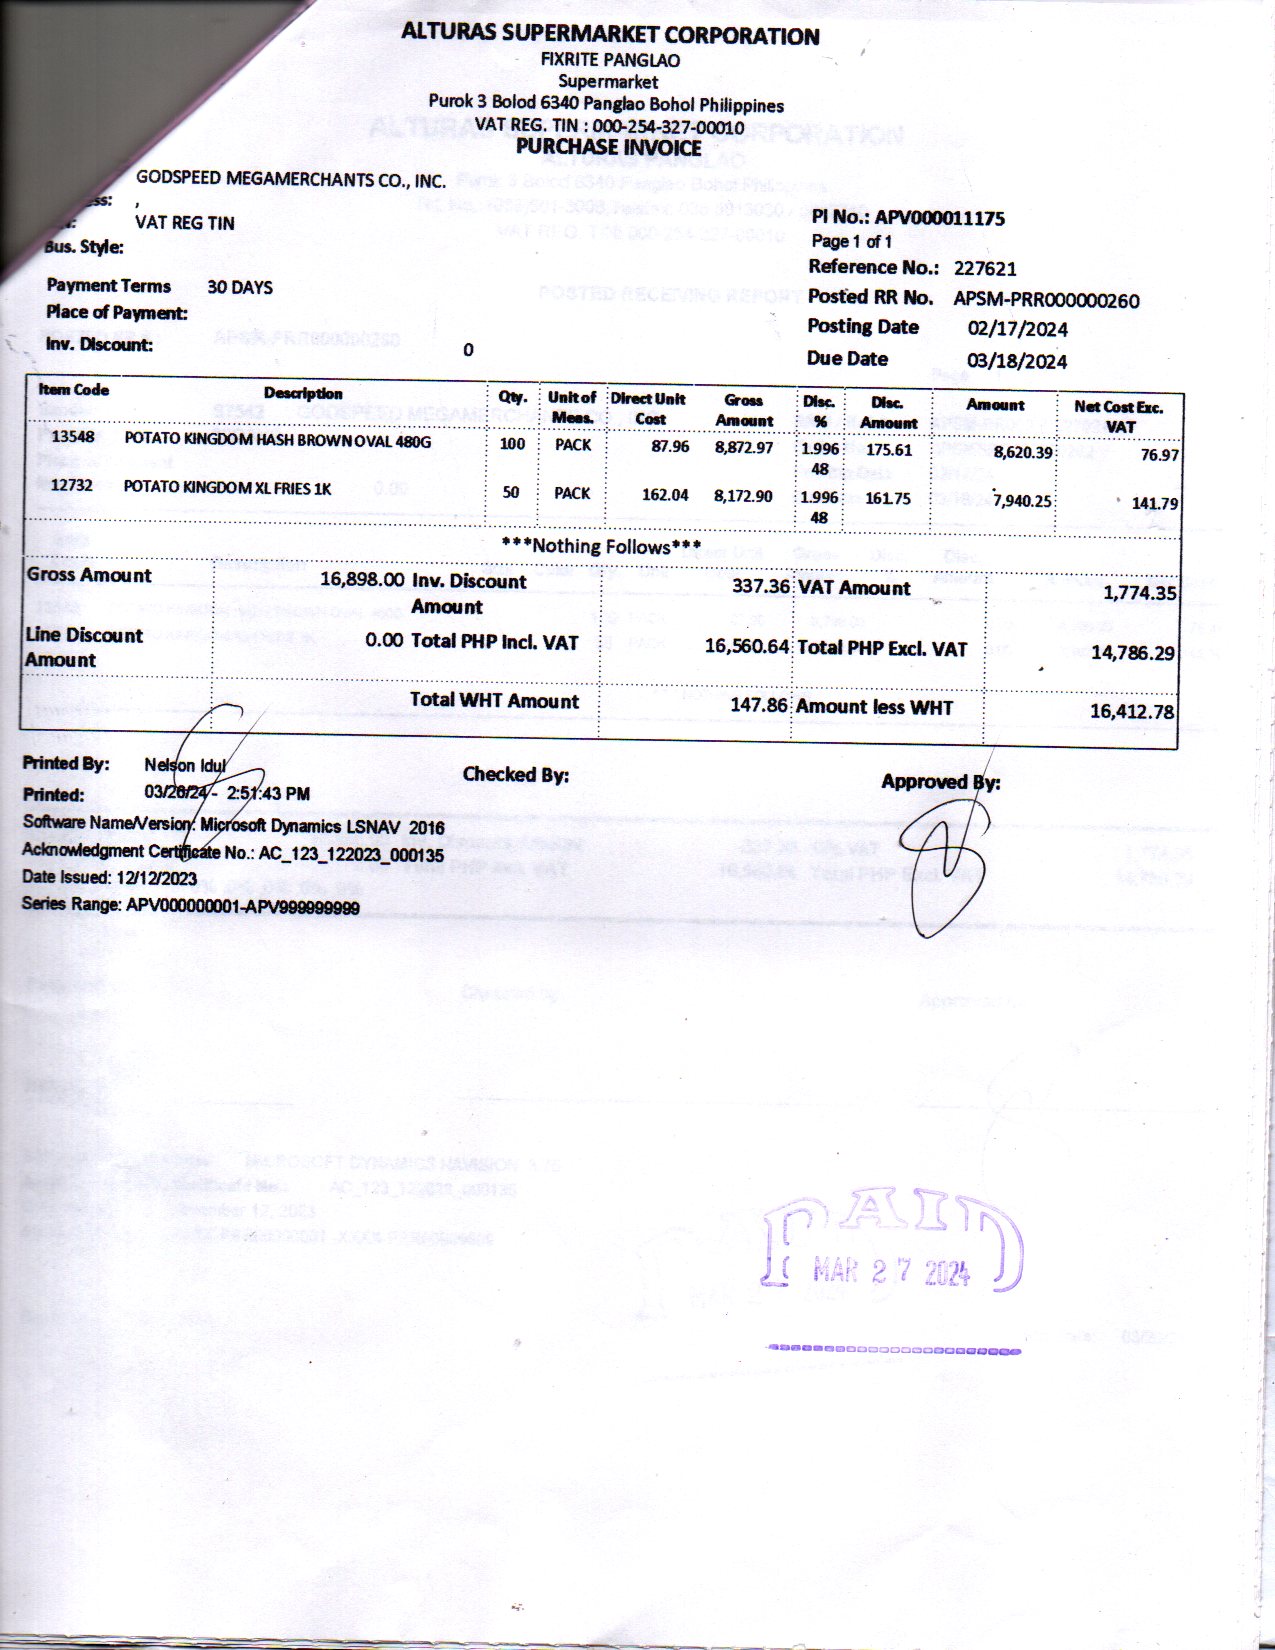 ALTURAS SUPERMARKET CORPORATION
FIXRITE PANGLAO
Supermarket
Purok 3 Bolod 6340 Panglao Bohol Philippines
VAT REG. TIN : 000-254-327-00010
PURCHASE INVOICE
GODSPEED MEGAMERCHANTS CO., INC.
,
VAT REG TIN
Bus. Style:
PI No.: APV000011175
Page 1 of 1
Reference No.: 227621
Payment Terms 30 DAYS
Posted RR No. APSM-PRR000000260
Place of Payment:
Posting Date 02/17/2024
Inv. Discount: 0
Due Date 03/18/2024
Item Code Description Qty. Unit of Meas. Direct Unit Cost Gross Amount Disc. % Disc. Amount Amount Net Cost Exc. VAT
13548 POTATO KINGDOM HASH BROWN OVAL 480G 100 PACK 87.96 8,872.97 1.996 175.61 8,620.39 76.97
48
12732 POTATO KINGDOM XL FRIES 1K 50 PACK 162.04 8,172.90 1.996 161.75 7,940.25 141.79
48
***Nothing Follows***
Gross Amount 16,898.00 Inv. Discount Amount 337.36 VAT Amount 1,774.35
Line Discount Amount 0.00 Total PHP Incl. VAT 16,560.64 Total PHP Excl. VAT 14,786.29
Total WHT Amount 147.86 Amount less WHT 16,412.78
Printed By: Nelson Idul
Checked By:
Approved By:
Printed: 03/26/24 - 2:51:43 PM
Software Name/Version: Microsoft Dynamics LSNAV 2016
Acknowledgment Certificate No.: AC_123_122023_000135
Date Issued: 12/12/2023
Series Range: APV000000001-APV999999999
PAID
MAR 27 2024